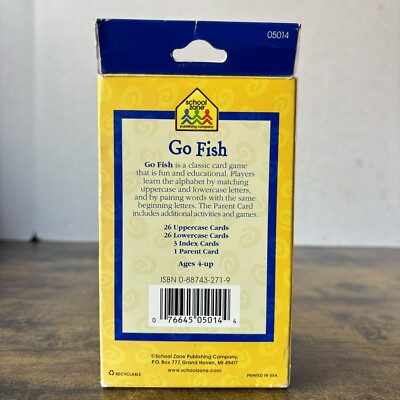 05014
school
zone
publishing company
Go Fish
Go Fish is a classic card game
that is fun and educational. Players
learn the alphabet by matching
uppercase and lowercase letters,
and by pairing words with the same
beginning letters. The Parent Card
includes additional activities and games.
26 Uppercase Cards
26 Lowercase Cards
3 Index Cards
1 Parent Card
Ages 4-up
ISBN 0-88743-271-9
0 76645 05014 4
©School Zone Publishing Company,
P.O. Box 777, Grand Haven, MI 49417
www.schoolzone.com
RECYCLABLE
PRINTED IN USA